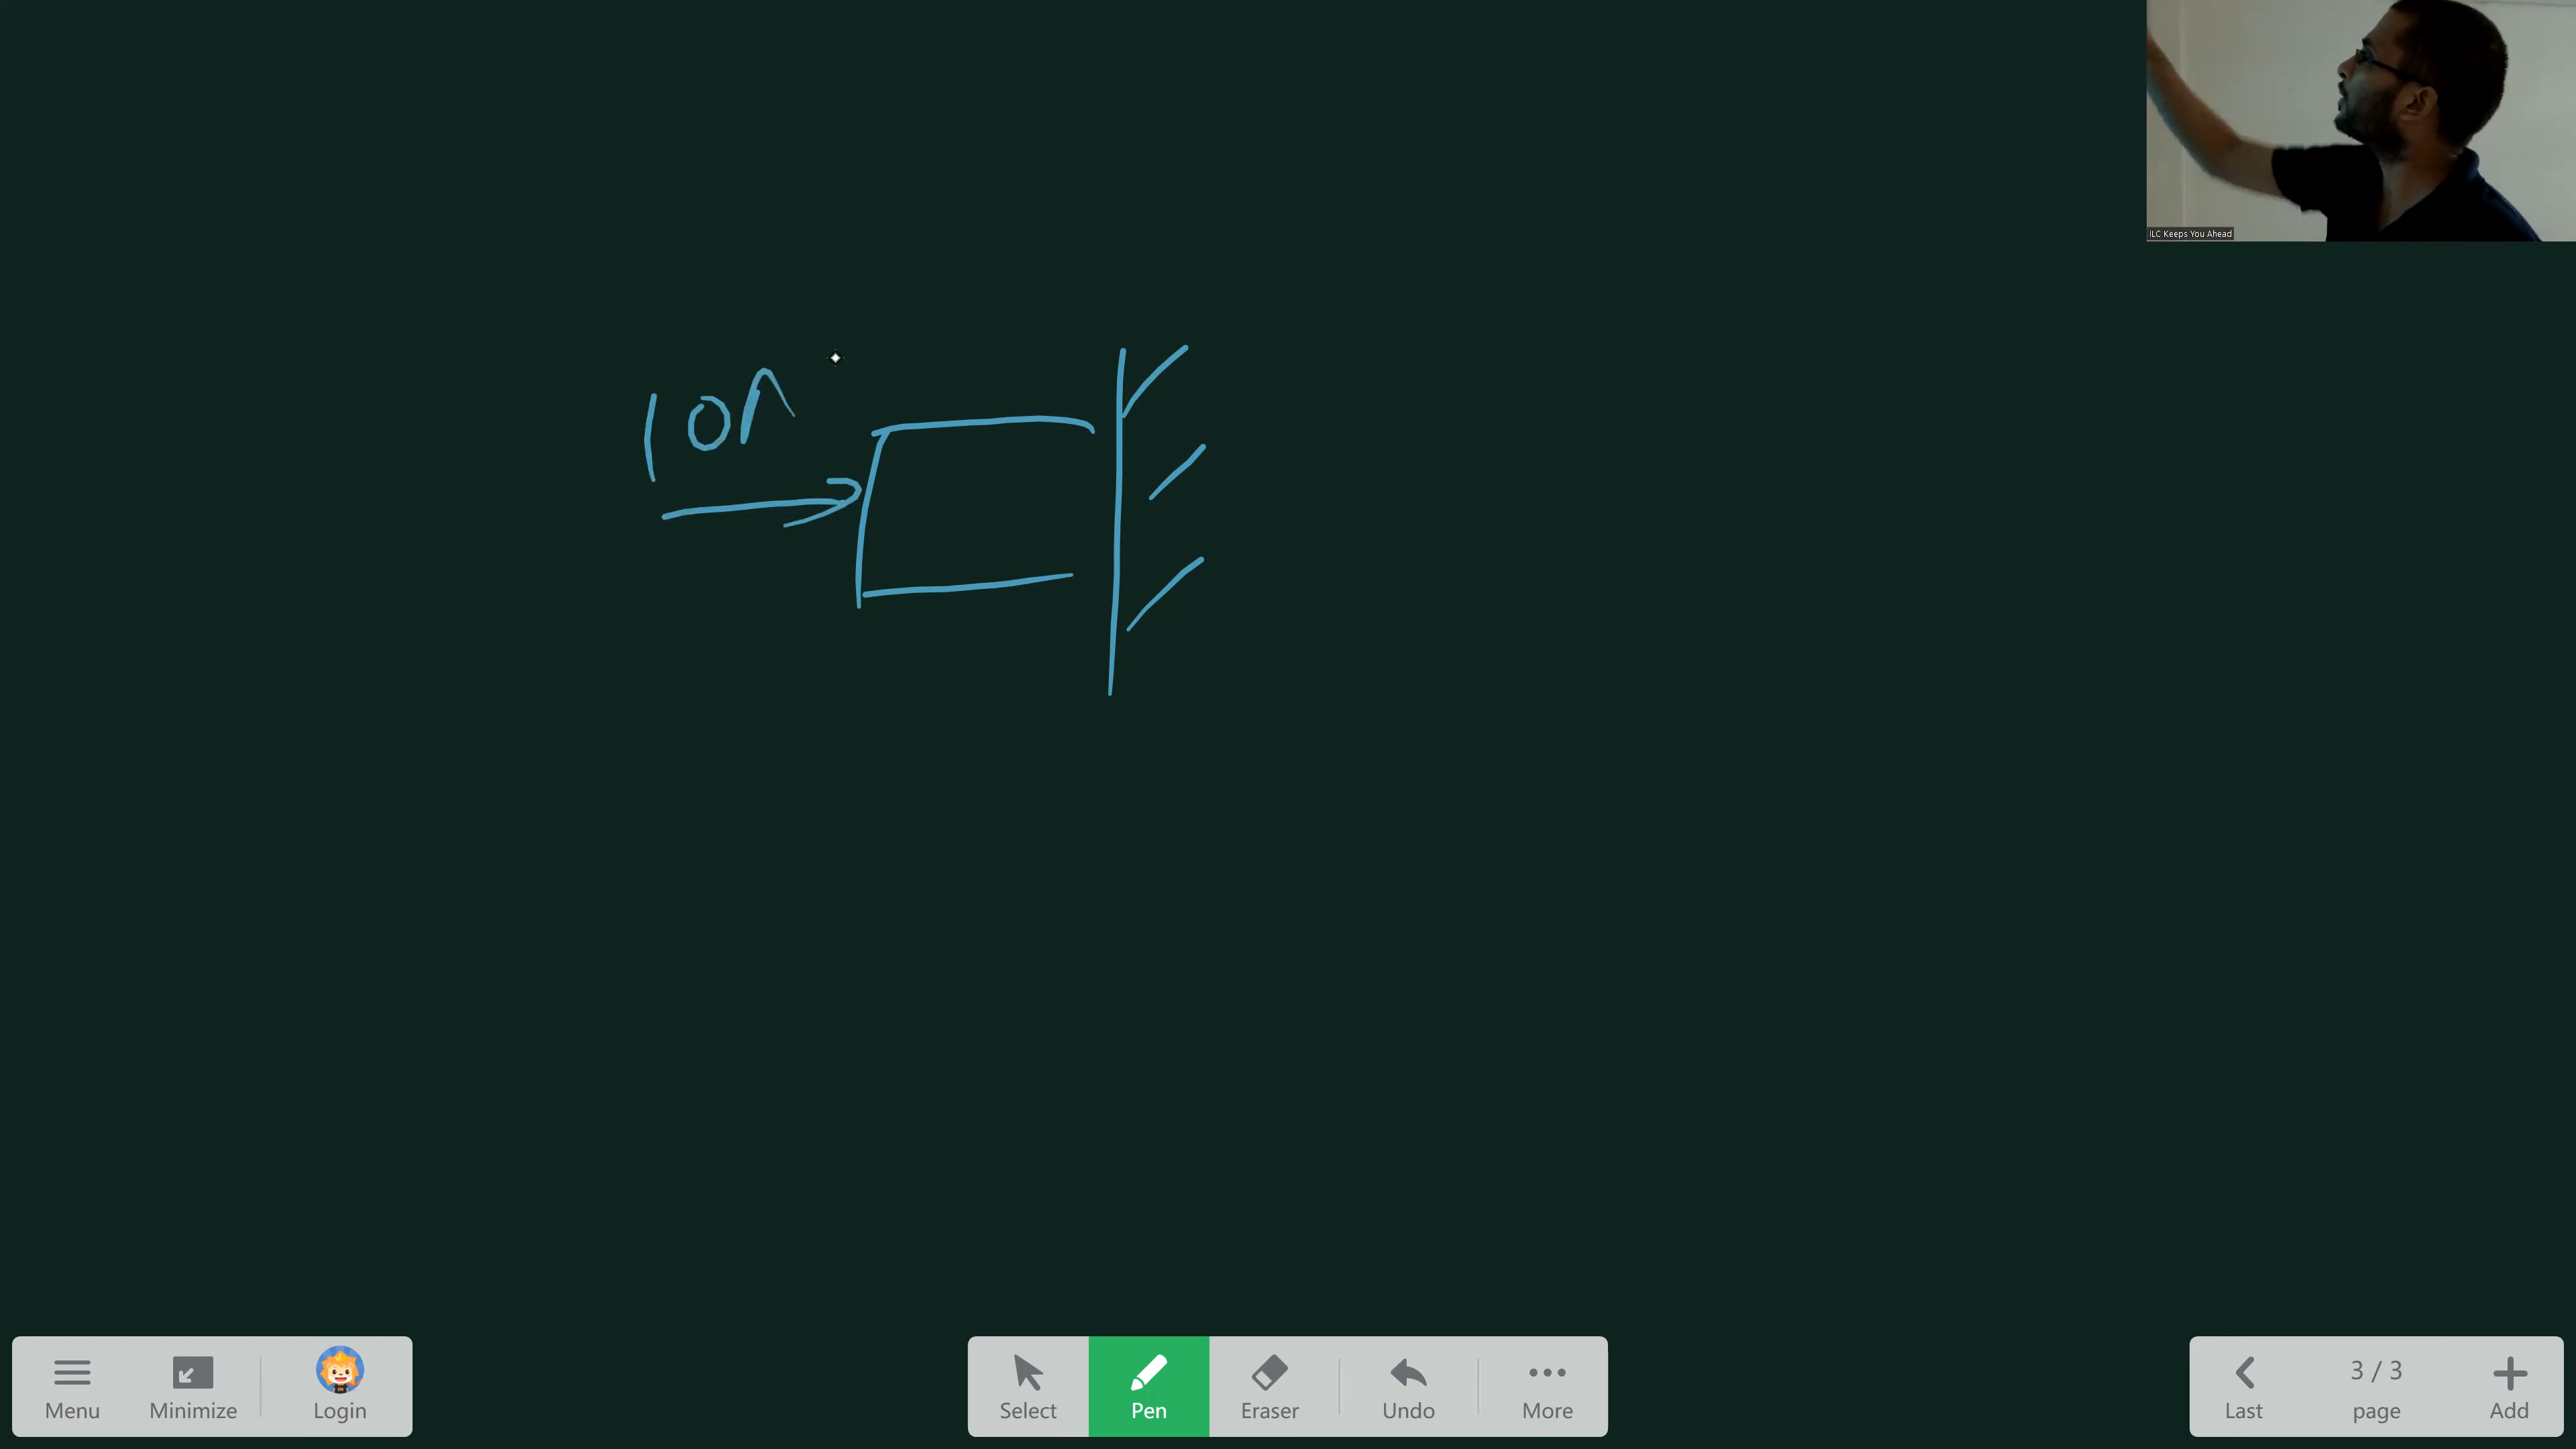 ILC Keeps You Ahead
10N
Menu
Minimize
Login
Select
Pen
Eraser
Undo
More
Last
3 / 3
page
Add